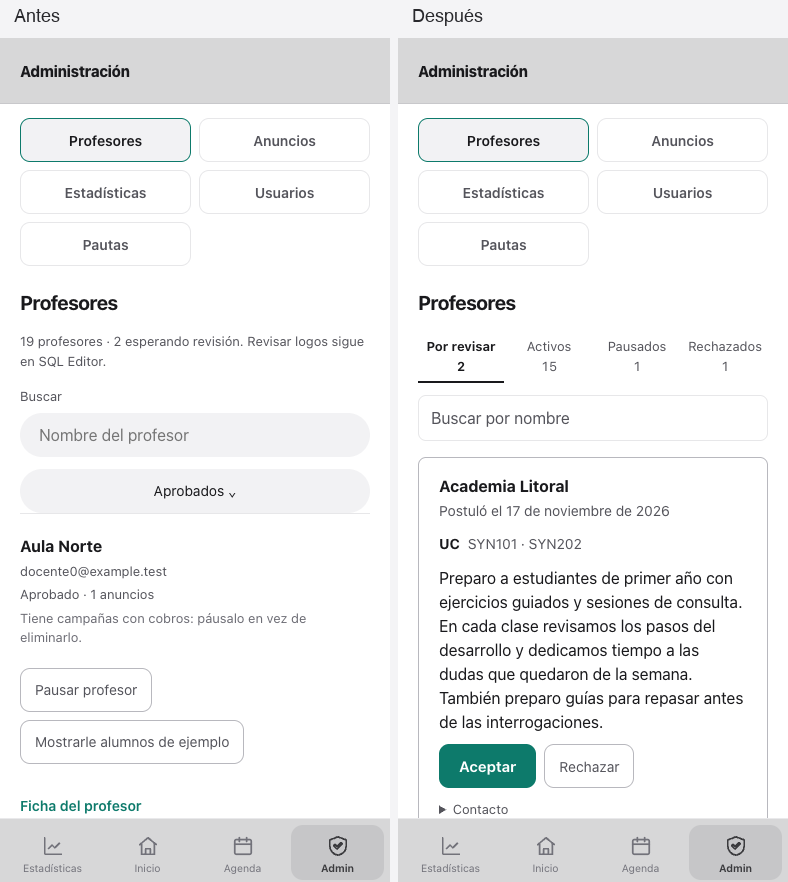 Antes
Administración
Profesores
Anuncios
Estadísticas
Usuarios
Pautas
Profesores
19 profesores · 2 esperando revisión. Revisar logos sigue
en SQL Editor.
Buscar
Nombre del profesor
Aprobados
Aula Norte
docente0@example.test
Aprobado · 1 anuncios
Tiene campañas con cobros: páusalo en vez de
eliminarlo.
Pausar profesor
Mostrarle alumnos de ejemplo
Ficha del profesor
Estadísticas
Inicio
Agenda
Admin
Después
Administración
Profesores
Anuncios
Estadísticas
Usuarios
Pautas
Profesores
Por revisar
2
Activos
15
Pausados
1
Rechazados
1
Buscar por nombre
Academia Litoral
Postuló el 17 de noviembre de 2026
UC SYN101 · SYN202
Preparo a estudiantes de primer año con
ejercicios guiados y sesiones de consulta.
En cada clase revisamos los pasos del
desarrollo y dedicamos tiempo a las
dudas que quedaron de la semana.
También preparo guías para repasar antes
de las interrogaciones.
Aceptar
Rechazar
Contacto
Estadísticas
Inicio
Agenda
Admin